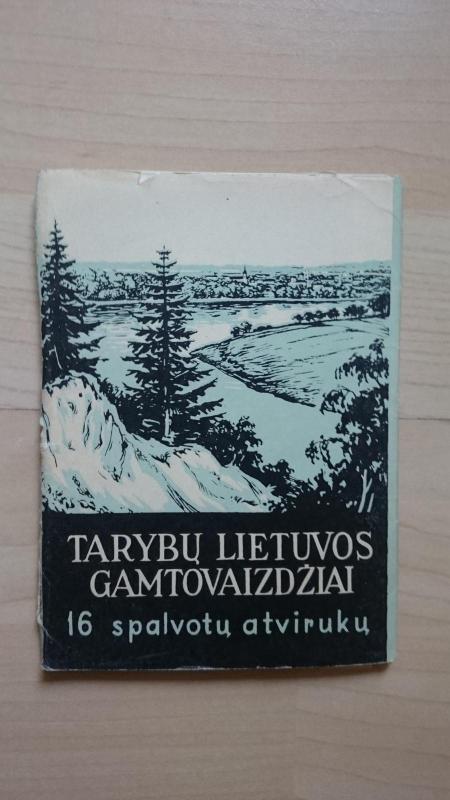 TARYBŲ LIETUVOS
GAMTOVAIZDŽIAI
16 spalvotų atvirukų